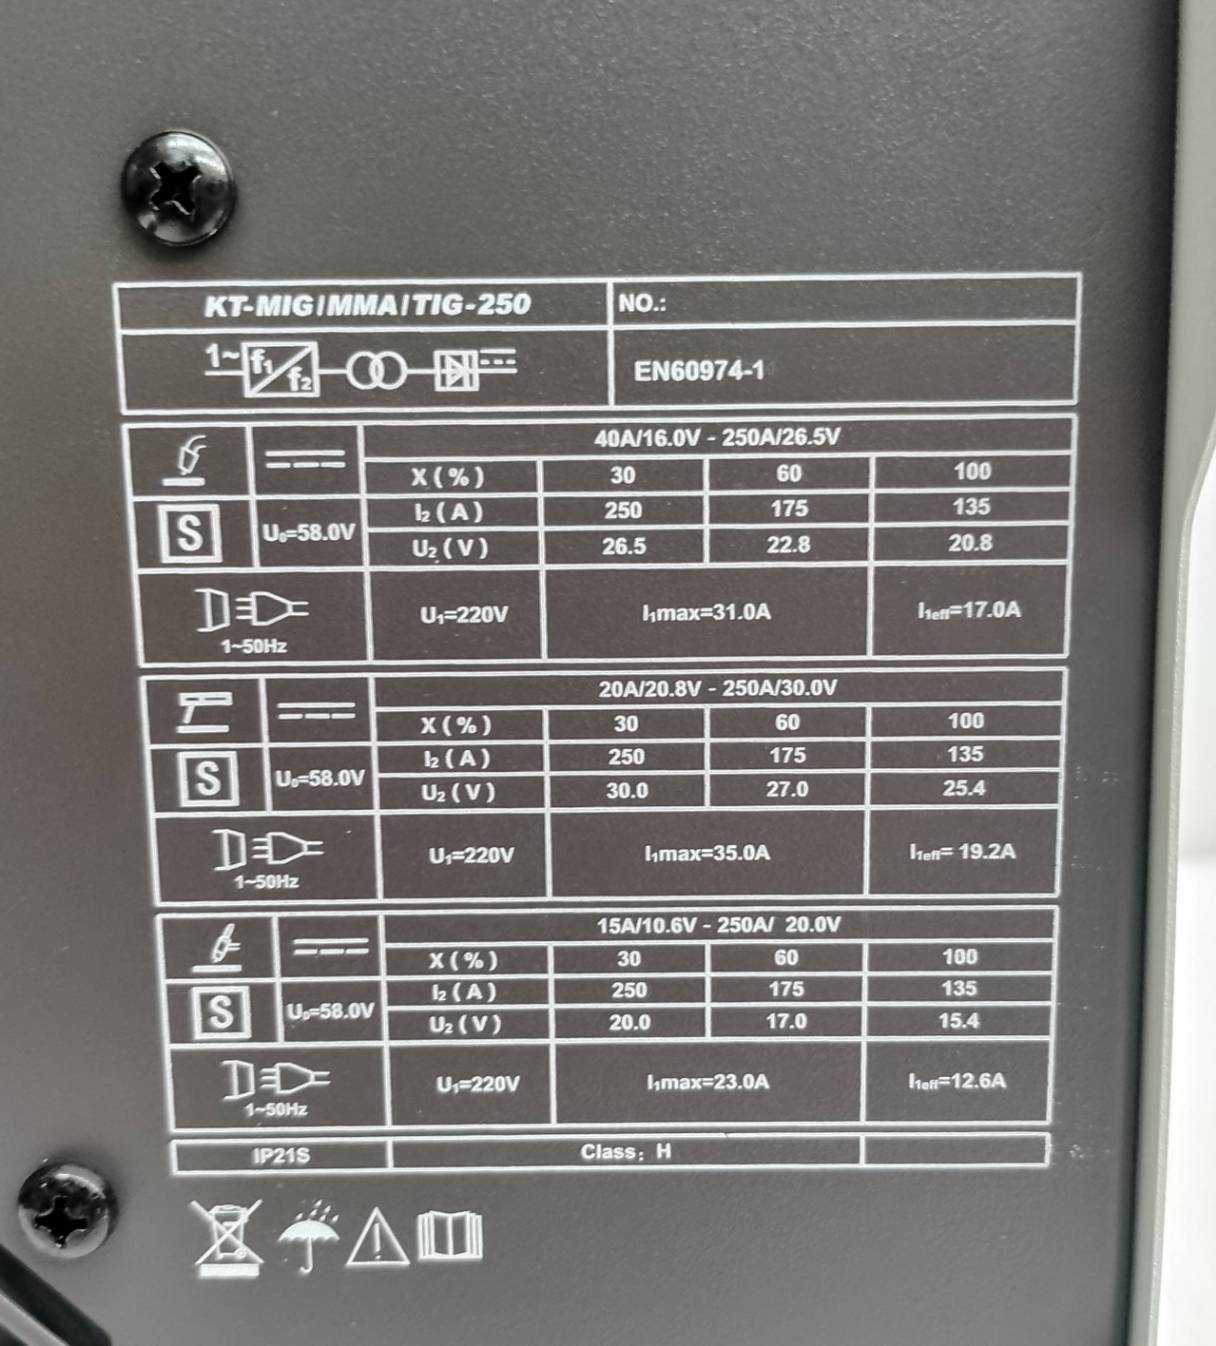 KT-MIG/MMA/TIG-250 NO.:
1~ f1 f2 EN60974-1
40A/16.0V - 250A/26.5V
X(%) 30 60 100
I2(A) 250 175 135
S U0=58.0V
U2(V) 26.5 22.8 20.8
U1=220V I1max=31.0A I1eff=17.0A
1~50Hz
20A/20.8V - 250A/30.0V
X(%) 30 60 100
I2(A) 250 175 135
S U0=58.0V
U2(V) 30.0 27.0 25.4
U1=220V I1max=35.0A I1eff= 19.2A
1~50Hz
15A/10.6V - 250A/ 20.0V
X(%) 30 60 100
I2(A) 250 175 135
S U0=58.0V
U2(V) 20.0 17.0 15.4
U1=220V I1max=23.0A I1eff=12.6A
1~50Hz
IP21S Class: H